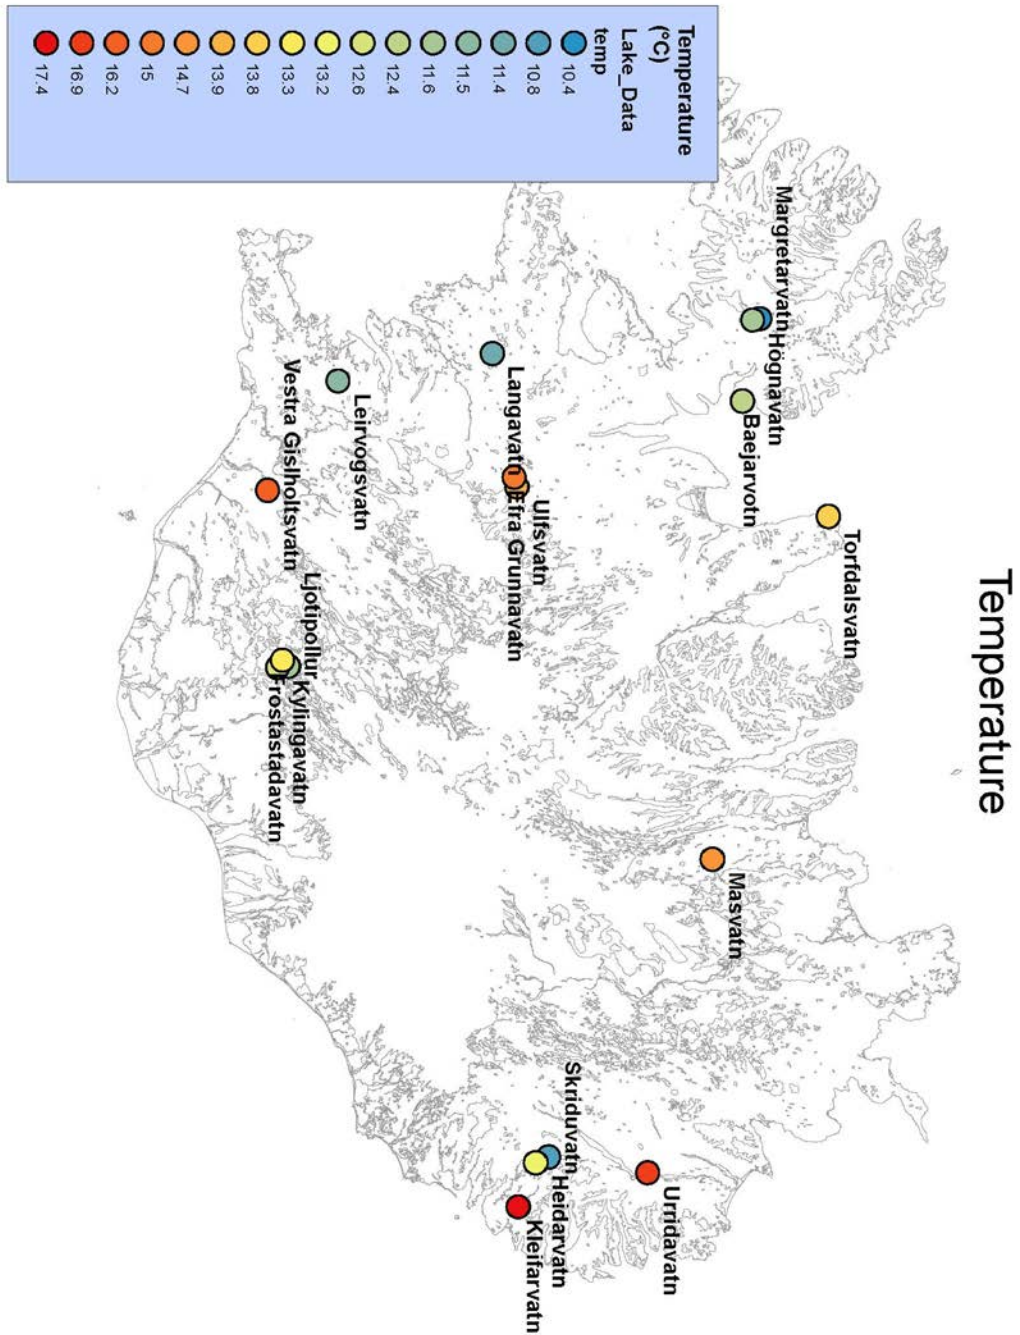 Temperature
Margretarvatn
Högnavatn
Baejarvotn
Torfdalsvatn
Langavatn
Ulfsvatn
Efra Grunnavatn
Leirvogsvatn
Vestra Gislholtsvatn
Ljotipollur
Kylingavatn
Frostastadavatn
Masvatn
Skriduvatn
Heidarvatn
Urridavatn
Kleifarvatn
Temperature
(°C)
Lake_Data
temp
10.4
10.8
11.4
11.5
11.6
12.4
12.6
13.2
13.3
13.8
13.9
14.7
15
16.2
16.9
17.4